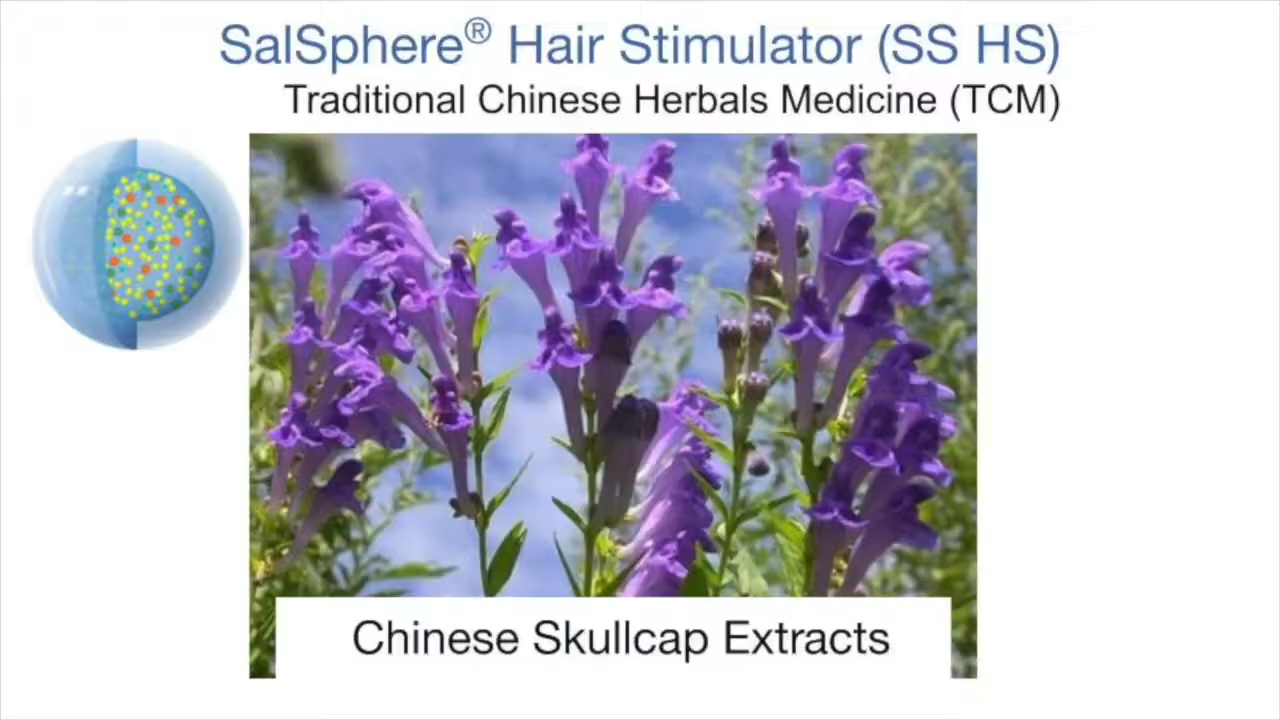 SalSphere® Hair Stimulator (SS HS)
Traditional Chinese Herbals Medicine (TCM)
Chinese Skullcap Extracts